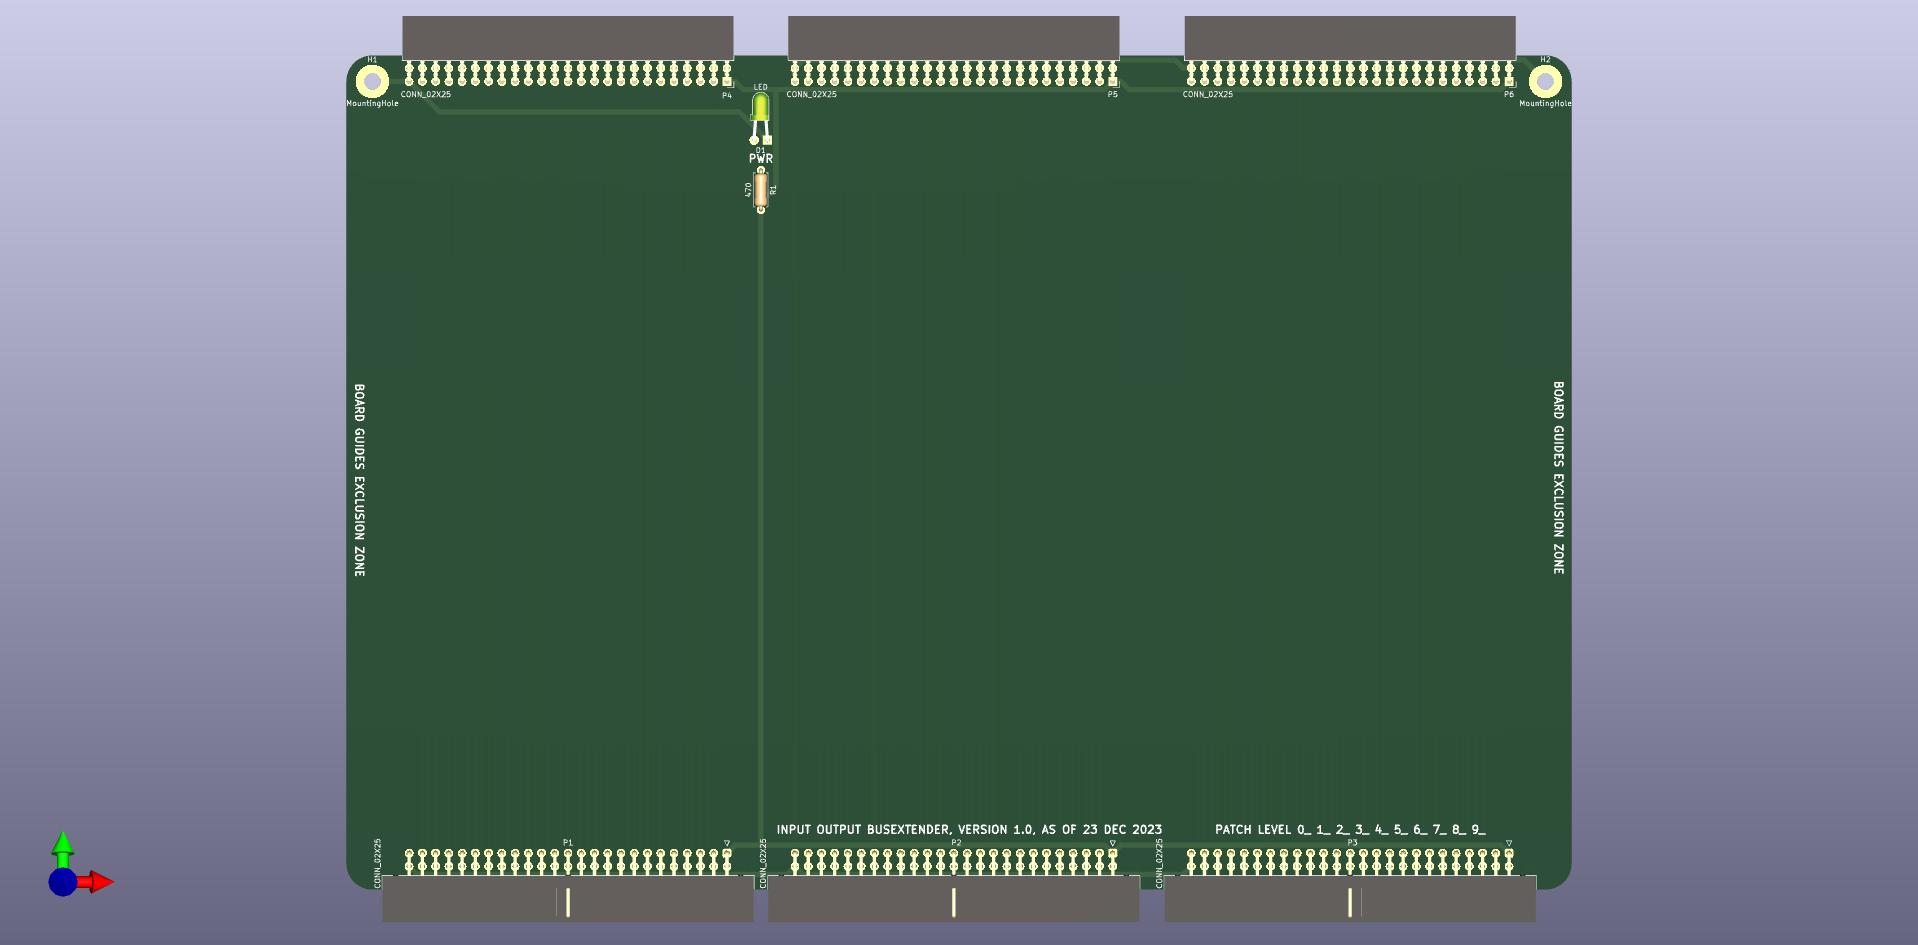 H1
H2
MountingHole
LED
CONN_02X25
P4
CONN_02X25
P5
CONN_02X25
P6
MountingHole
D1
PWR
470
R1
BOARD GUIDES EXCLUSION ZONE
BOARD GUIDES EXCLUSION ZONE
INPUT OUTPUT BUSEXTENDER, VERSION 1.0, AS OF 23 DEC 2023
PATCH LEVEL 0_ 1_ 2_ 3_ 4_ 5_ 6_ 7_ 8_ 9_
CONN_02X25
P1
CONN_02X25
P2
CONN_02X25
P3